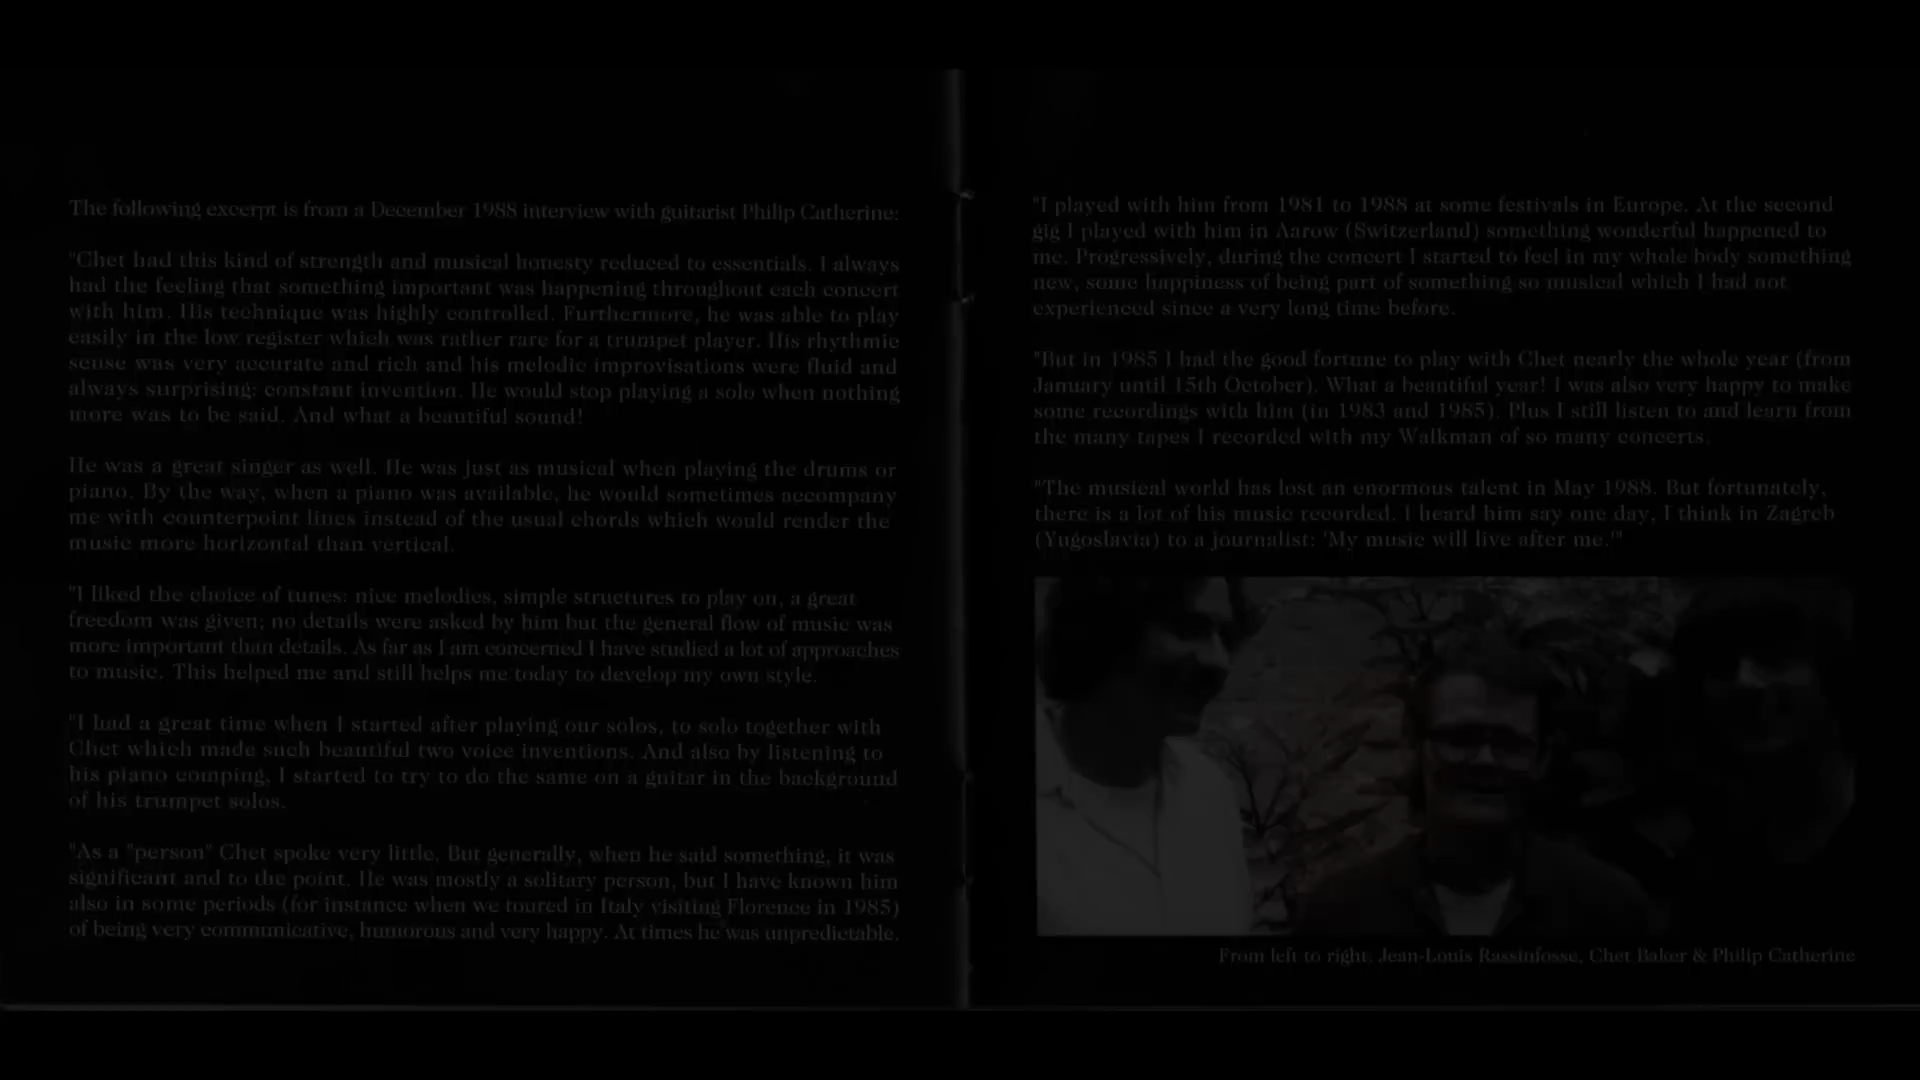 The following excerpt is from a December 1988 interview with guitarist Philip Catherine:
"Chet had this kind of strength and musical honesty reduced to essentials. I always
had the feeling that something important was happening throughout each concert
with him. His technique was highly controlled. Furthermore, he was able to play
easily in the low register which was rather rare for a trumpet player. His rhythmic
sense was very accurate and rich and his melodic improvisations were fluid and
always surprising: constant invention. He would stop playing a solo when nothing
more was to be said. And what a beautiful sound!
He was a great singer as well. He was just as musical when playing the drums or
piano. By the way, when a piano was available, he would sometimes accompany
me with counterpoint lines instead of the usual chords which would render the
music more horizontal than vertical.
"I liked the choice of tunes: nice melodies, simple structures to play on, a great
freedom was given; no details were asked by him but the general flow of music was
more important than details. As far as I am concerned I have studied a lot of approaches
to music. This helped me and still helps me today to develop my own style.
"I had a great time when I started after playing our solos, to solo together with
Chet which made such beautiful two voice inventions. And also by listening to
his piano comping, I started to try to do the same on a guitar in the background
of his trumpet solos.
"As a "person" Chet spoke very little. But generally, when he said something, it was
significant and to the point. He was mostly a solitary person, but I have known him
also in some periods (for instance when we toured in Italy visiting Florence in 1985)
of being very communicative, humorous and very happy. At times he was unpredictable.
"I played with him from 1981 to 1988 at some festivals in Europe. At the second
gig I played with him in Aarow (Switzerland) something wonderful happened to
me. Progressively, during the concert I started to feel in my whole body something
new, some happiness of being part of something so musical which I had not
experienced since a very long time before.
"But in 1985 I had the good fortune to play with Chet nearly the whole year (from
January until 15th October). What a beautiful year! I was also very happy to make
some recordings with him (in 1983 and 1985). Plus I still listen to and learn from
the many tapes I recorded with my Walkman of so many concerts.
"The musical world has lost an enormous talent in May 1988. But fortunately,
there is a lot of his music recorded. I heard him say one day, I think in Zagreb
(Yugoslavia) to a journalist: 'My music will live after me.'"
From left to right, Jean-Louis Rassinfosse, Chet Baker & Philip Catherine